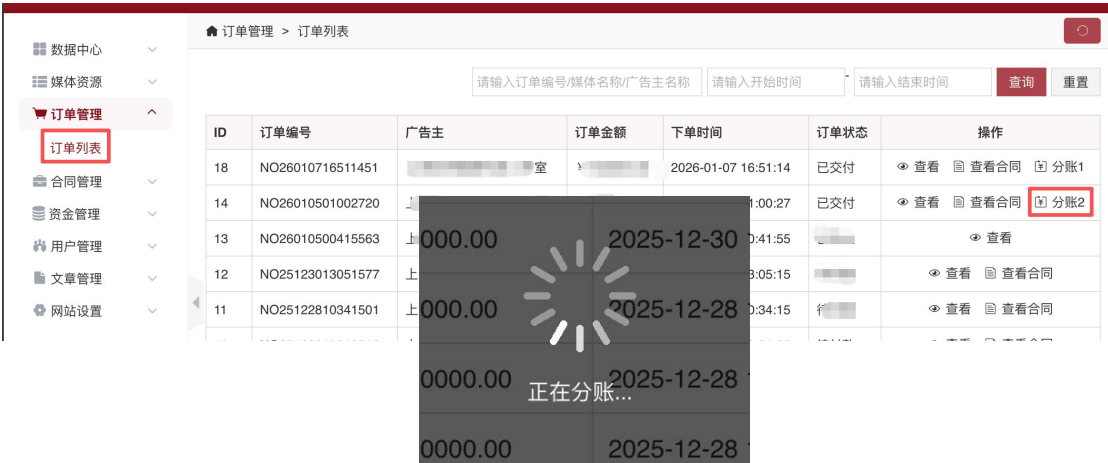 订单管理 > 订单列表
数据中心
媒体资源
订单管理
订单列表
合同管理
资金管理
用户管理
文章管理
网站设置
请输入订单编号/媒体名称/广告主名称 请输入开始时间 - 请输入结束时间 查询 重置
ID 订单编号 广告主 订单金额 下单时间 订单状态 操作
18 NO26010716511451 室 ¥ 2026-01-07 16:51:14 已交付 查看 查看合同 分账1
14 NO26010501002720 上 1:00:27 已交付 查看 查看合同 分账2
13 NO26010500415563 上 0:41:55 查看
12 NO25123013051577 上 3:05:15 查看 查看合同
11 NO25122810341501 上 0:34:15 待 查看 查看合同
000.00 2025-12-30
000.00 2025-12-28
0000.00 2025-12-28
正在分账...
0000.00 2025-12-28